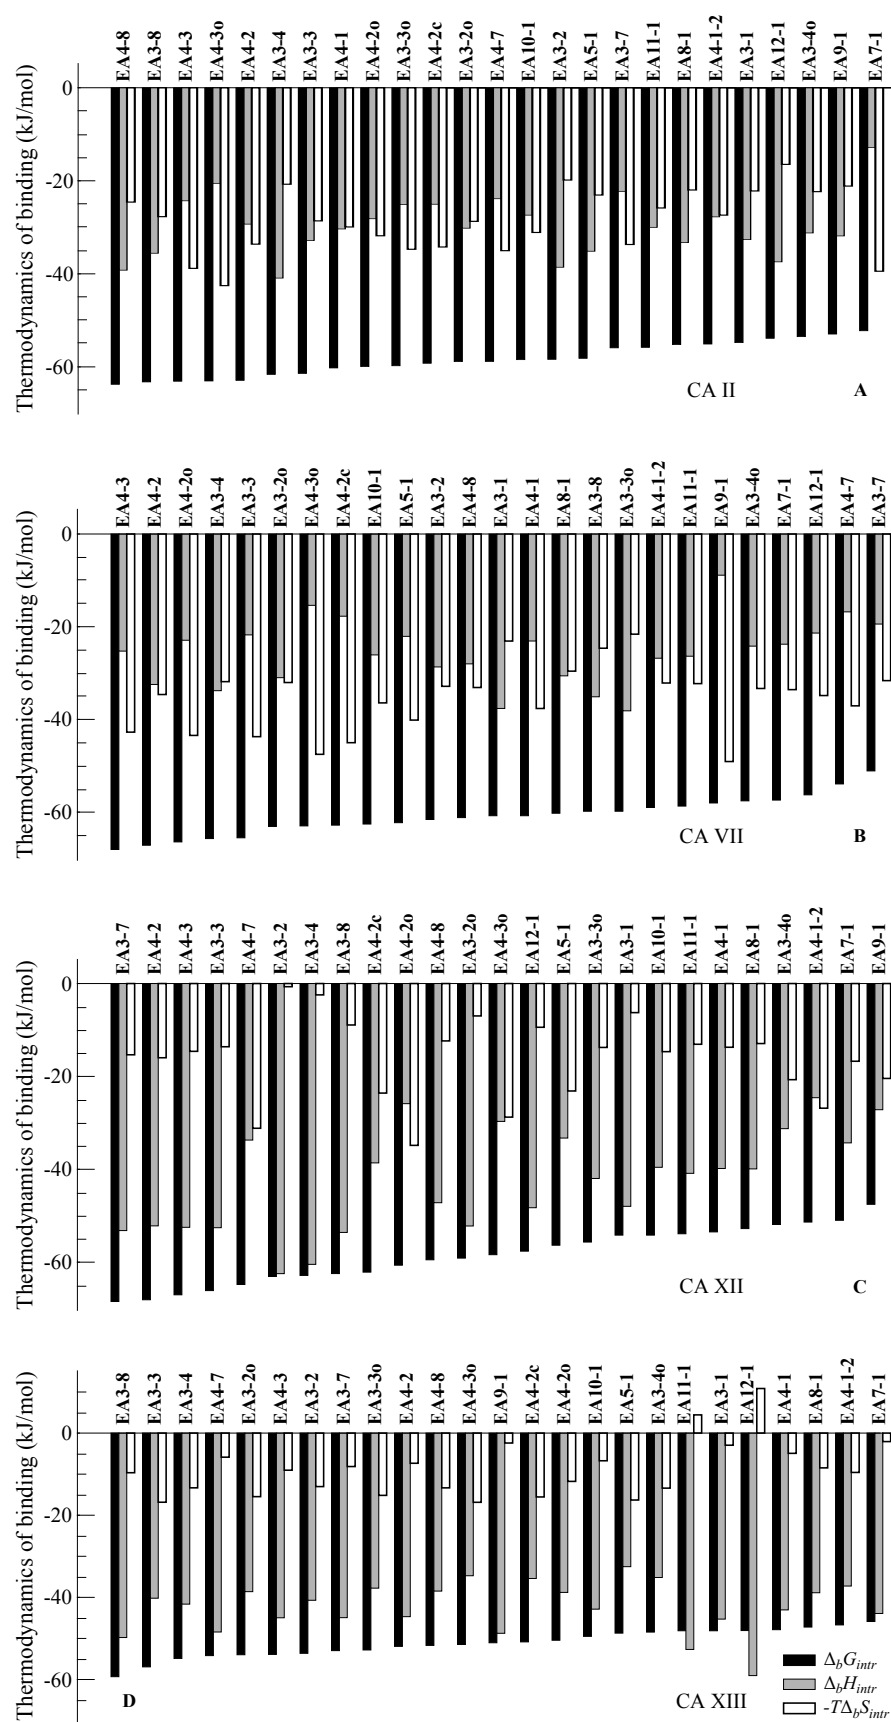 EA4-8 EA3-8 EA4-3 EA4-3o EA4-2 EA3-4 EA3-3 EA4-1 EA4-2o EA3-3o EA4-2c EA3-2o EA4-7 EA10-1 EA3-2 EA5-1 EA3-7 EA11-1 EA8-1 EA4-1-2 EA3-1 EA12-1 EA3-4o EA9-1 EA7-1
Thermodynamics of binding (kJ/mol)
0
-20
-40
-60
CA II A
EA4-3 EA4-2 EA4-2o EA3-4 EA3-3 EA3-2o EA4-3o EA4-2c EA10-1 EA5-1 EA3-2 EA4-8 EA3-1 EA4-1 EA8-1 EA3-8 EA3-3o EA4-1-2 EA11-1 EA9-1 EA3-4o EA7-1 EA12-1 EA4-7 EA3-7
Thermodynamics of binding (kJ/mol)
0
-20
-40
-60
CA VII B
EA3-7 EA4-2 EA4-3 EA3-3 EA4-7 EA3-2 EA3-4 EA3-8 EA4-2c EA4-2o EA4-8 EA3-2o EA4-3o EA12-1 EA5-1 EA3-3o EA3-1 EA10-1 EA11-1 EA4-1 EA8-1 EA3-4o EA4-1-2 EA7-1 EA9-1
Thermodynamics of binding (kJ/mol)
0
-20
-40
-60
CA XII C
EA3-8 EA3-3 EA3-4 EA4-7 EA3-2o EA4-3 EA3-2 EA3-7 EA3-3o EA4-2 EA4-8 EA4-3o EA9-1 EA4-2c EA4-2o EA10-1 EA5-1 EA3-4o EA11-1 EA3-1 EA12-1 EA4-1 EA8-1 EA4-1-2 EA7-1
Thermodynamics of binding (kJ/mol)
0
-20
-40
-60
D CA XIII
Δ_bG_intr
Δ_bH_intr
-TΔ_bS_intr